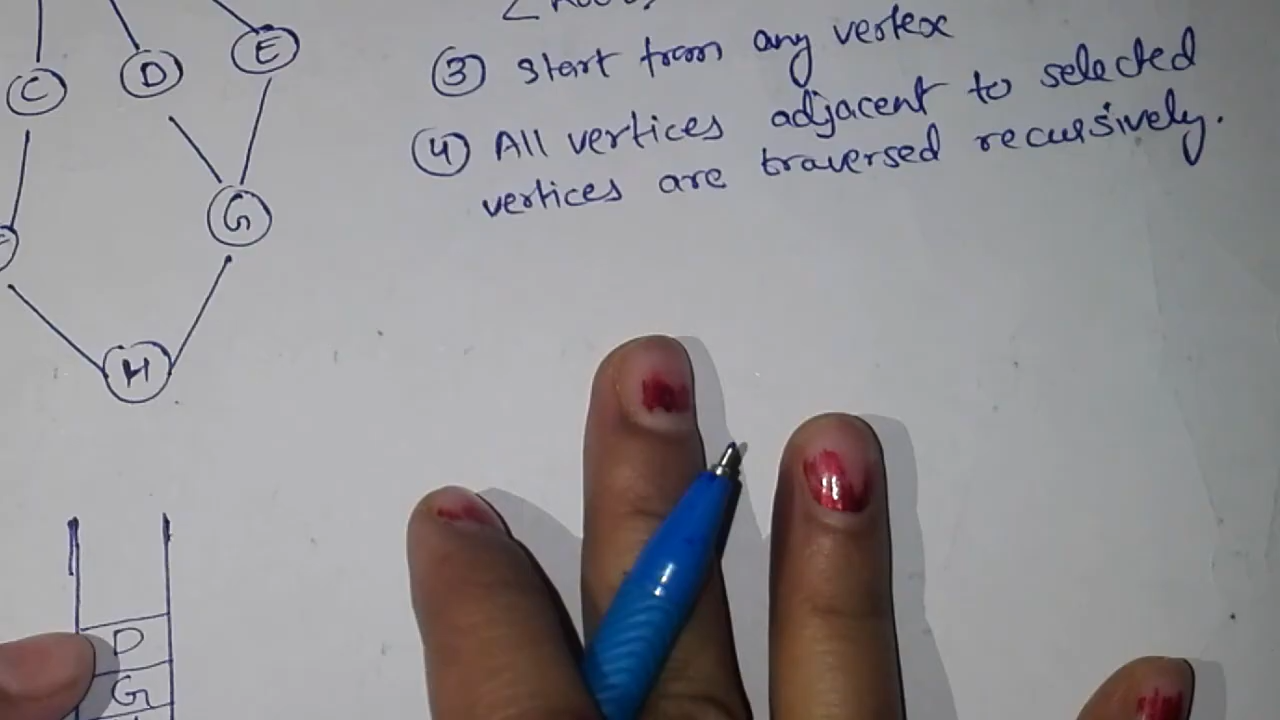 ③ Start from any vertex
④ All vertices adjacent to selected
vertices are traversed recursively.
E
D
C
G
H
D
G